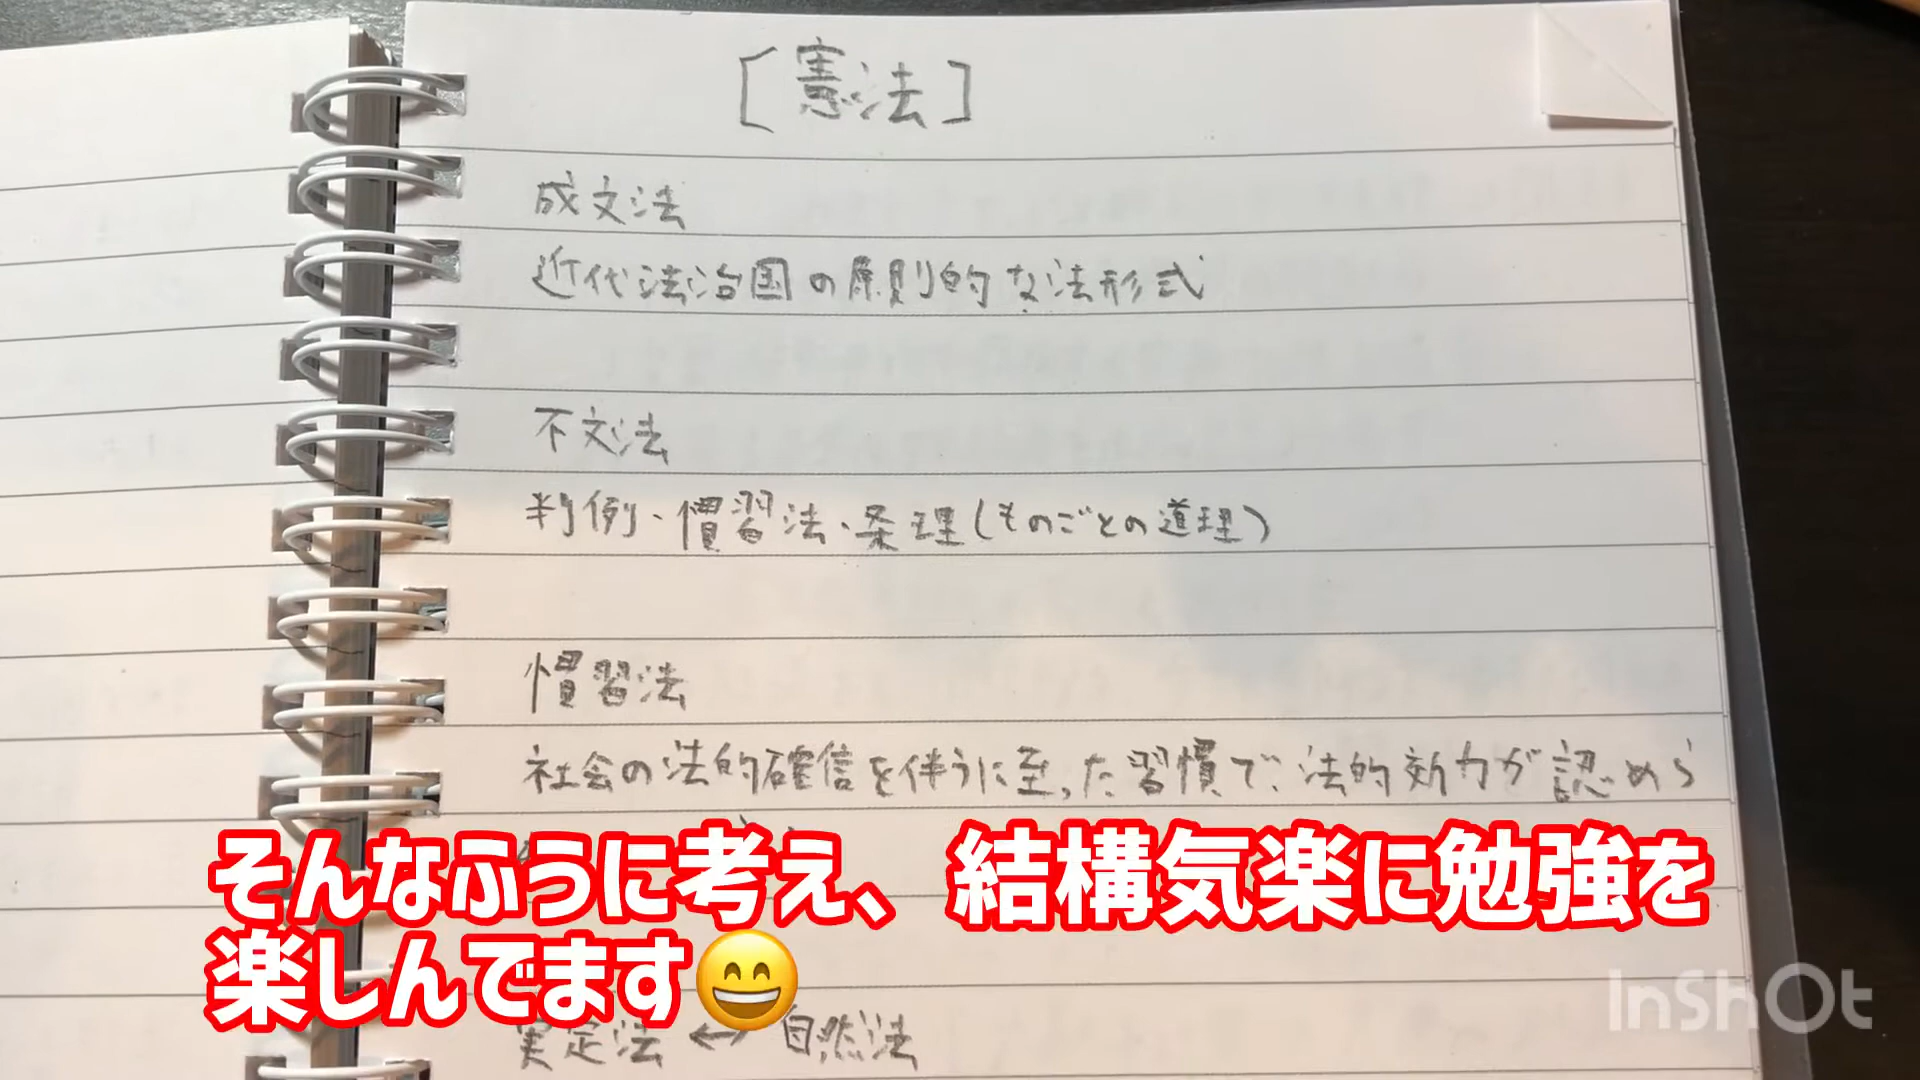 [憲法]
成文法
近代法治国の原則的な法形式
不文法
判例・慣習法・条理(ものごとの道理)
慣習法
社会の法的確信を伴うに至った習慣で、法的効力が認めら
そんなふうに考え、結構気楽に勉強を
楽しんでます😄
実定法↔自然法
InShOt